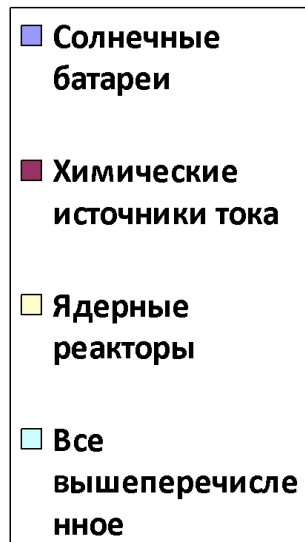 Солнечные
батареи
Химические
источники тока
Ядерные
реакторы
Все
вышеперечисле
нное